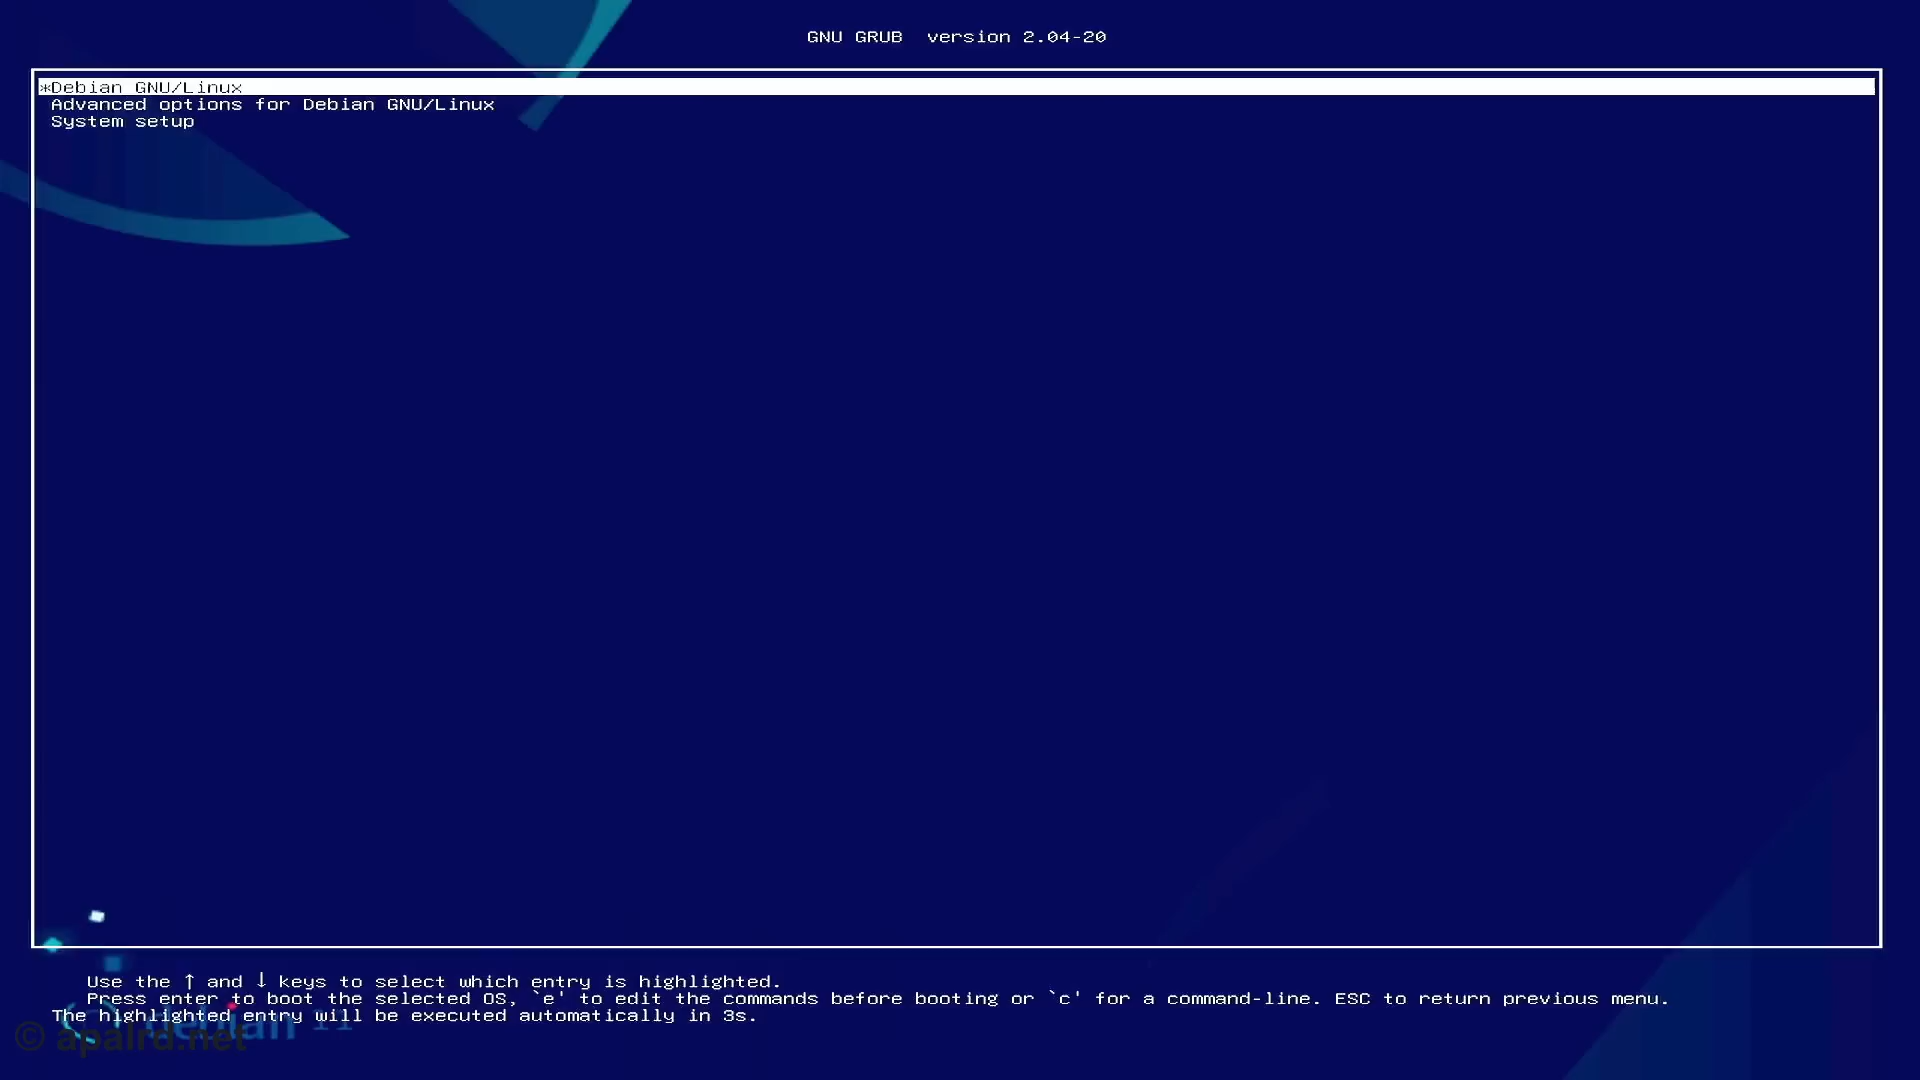 GNU GRUB  version 2.04-20
*Debian GNU/Linux
Advanced options for Debian GNU/Linux
System setup
Use the ↑ and ↓ keys to select which entry is highlighted.
Press enter to boot the selected OS, `e' to edit the commands before booting or `c' for a command-line. ESC to return previous menu.
The highlighted entry will be executed automatically in 3s.
debian 11
© apalrd.net